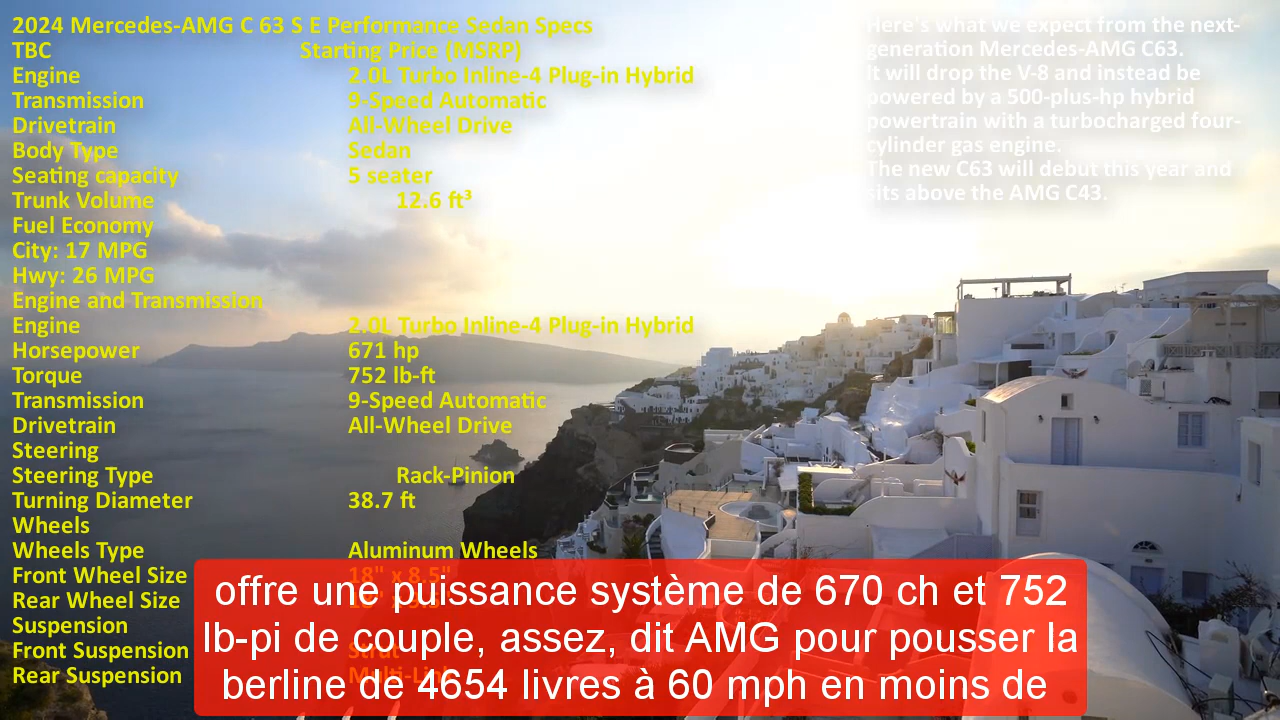 2024 Mercedes-AMG C 63 S E Performance Sedan Specs
TBC Starting Price (MSRP)
Engine 2.0L Turbo Inline-4 Plug-in Hybrid
Transmission 9-Speed Automatic
Drivetrain All-Wheel Drive
Body Type Sedan
Seating capacity 5 seater
Trunk Volume 12.6 ft³
Fuel Economy
City: 17 MPG
Hwy: 26 MPG
Engine and Transmission
Engine 2.0L Turbo Inline-4 Plug-in Hybrid
Horsepower 671 hp
Torque 752 lb-ft
Transmission 9-Speed Automatic
Drivetrain All-Wheel Drive
Steering
Steering Type Rack-Pinion
Turning Diameter 38.7 ft
Wheels
Wheels Type Aluminum Wheels
Front Wheel Size 18" x 8.5"
Rear Wheel Size
Suspension
Front Suspension Strut
Rear Suspension Multi-Link
Here's what we expect from the next-
generation Mercedes-AMG C63.
It will drop the V-8 and instead be
powered by a 500-plus-hp hybrid
powertrain with a turbocharged four-
cylinder gas engine.
The new C63 will debut this year and
sits above the AMG C43.
offre une puissance système de 670 ch et 752
lb-pi de couple, assez, dit AMG pour pousser la
berline de 4654 livres à 60 mph en moins de